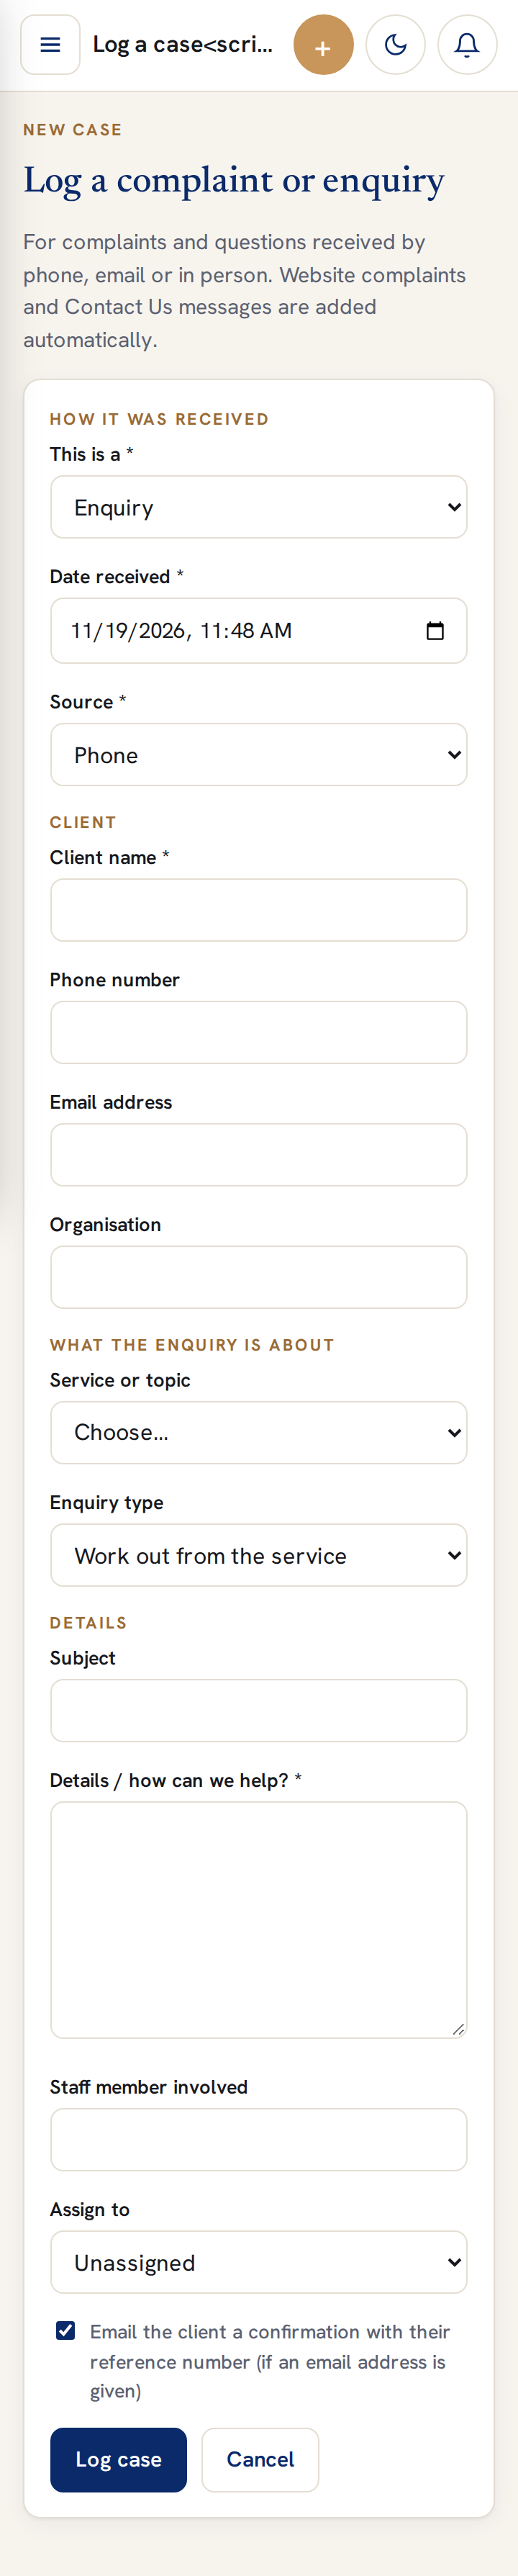 Log a case<scri...
+
NEW CASE
Log a complaint or enquiry
For complaints and questions received by
phone, email or in person. Website complaints
and Contact Us messages are added
automatically.
HOW IT WAS RECEIVED
This is a *
Enquiry
Date received *
11/19/2026, 11:48 AM
Source *
Phone
CLIENT
Client name *
Phone number
Email address
Organisation
WHAT THE ENQUIRY IS ABOUT
Service or topic
Choose...
Enquiry type
Work out from the service
DETAILS
Subject
Details / how can we help? *
Staff member involved
Assign to
Unassigned
Email the client a confirmation with their
reference number (if an email address is
given)
Log case
Cancel